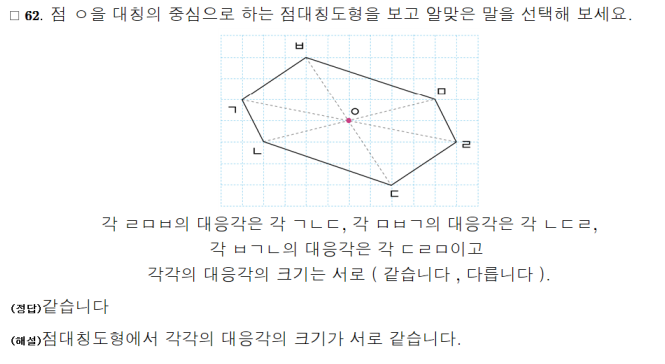 □ 62. 점 ㅇ을 대칭의 중심으로 하는 점대칭도형을 보고 알맞은 말을 선택해 보세요.
ㅂ
ㅁ
ㄱ
ㅇ
ㄴ
ㄹ
ㄷ
각 ㄹㅁㅂ의 대응각은 각 ㄱㄴㄷ, 각 ㅁㅂㄱ의 대응각은 각 ㄴㄷㄹ,
각 ㅂㄱㄴ의 대응각은 각 ㄷㄹㅁ이고
각각의 대응각의 크기는 서로 ( 같습니다 , 다릅니다 ).
(정답)같습니다
(해설)점대칭도형에서 각각의 대응각의 크기가 서로 같습니다.